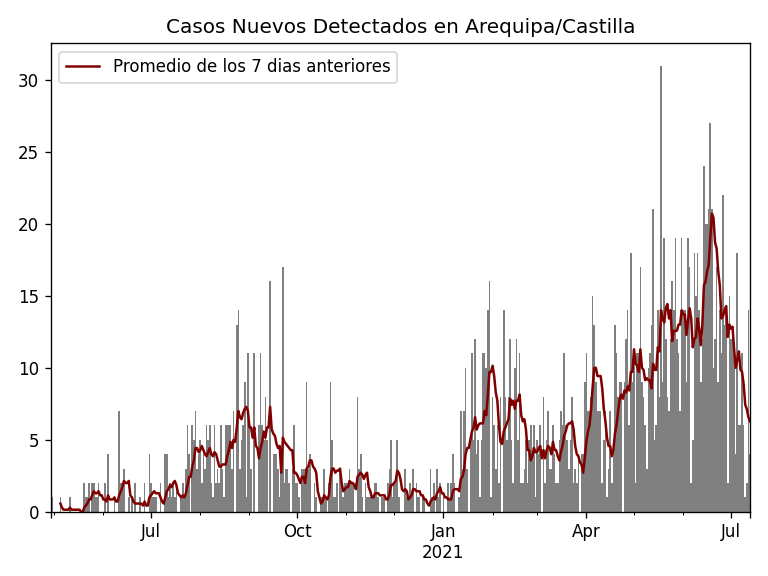 Casos Nuevos Detectados en Arequipa/Castilla
Promedio de los 7 dias anteriores
30
25
20
15
10
5
0
Jul
Oct
Jan
2021
Apr
Jul